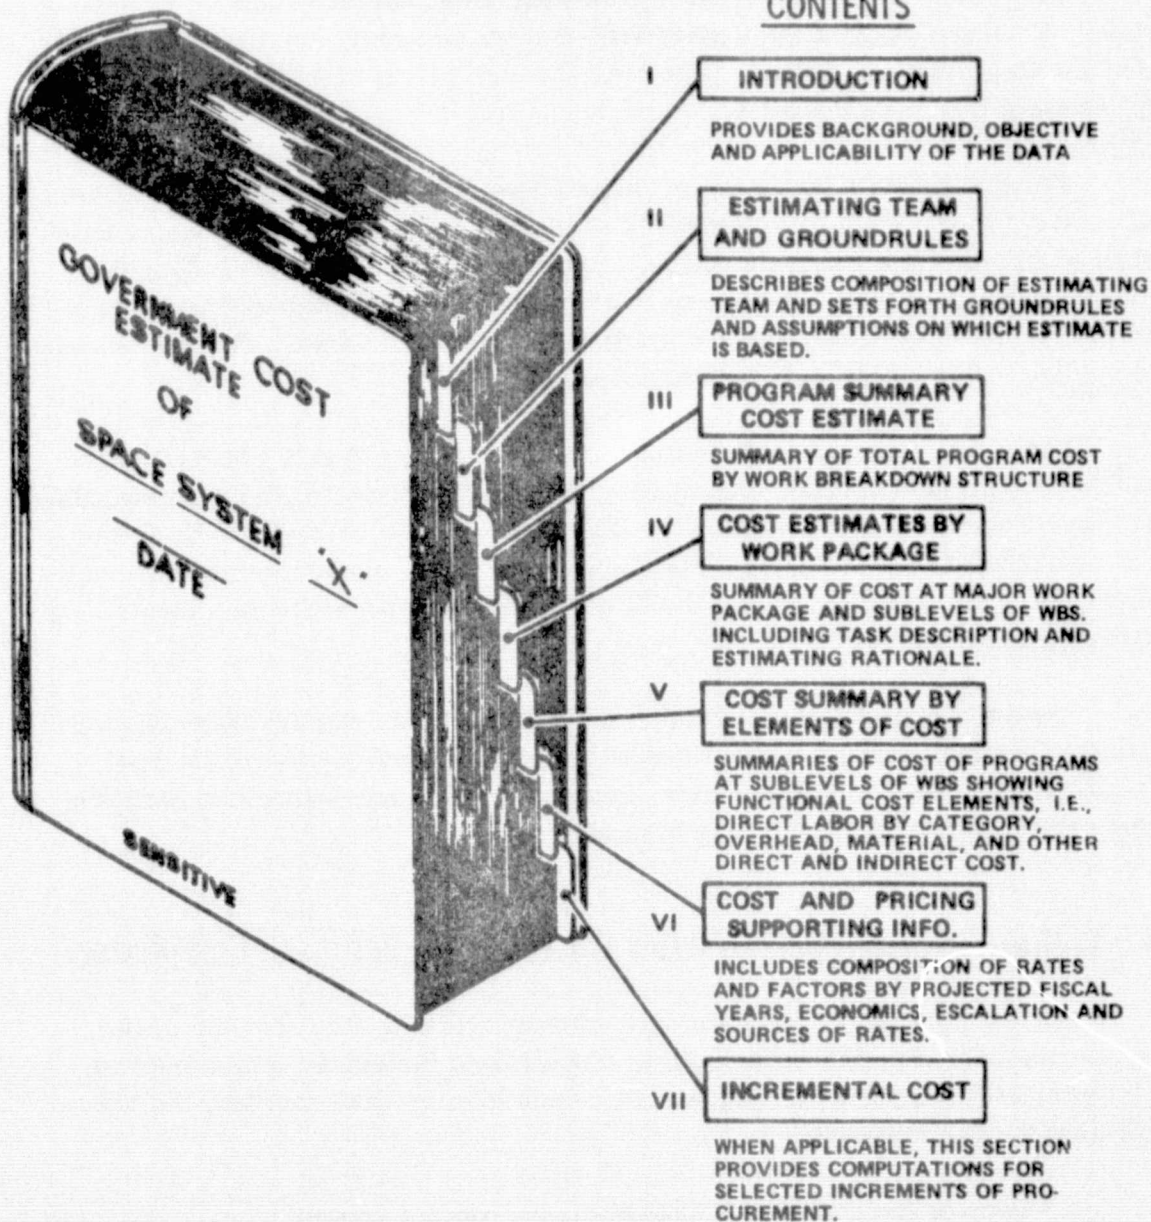 CONTENTS
GOVERNMENT COST
ESTIMATE
OF
SPACE SYSTEM 'X'
DATE
SENSITIVE
I
INTRODUCTION
PROVIDES BACKGROUND, OBJECTIVE
AND APPLICABILITY OF THE DATA
II
ESTIMATING TEAM
AND GROUNDRULES
DESCRIBES COMPOSITION OF ESTIMATING
TEAM AND SETS FORTH GROUNDRULES
AND ASSUMPTIONS ON WHICH ESTIMATE
IS BASED.
III
PROGRAM SUMMARY
COST ESTIMATE
SUMMARY OF TOTAL PROGRAM COST
BY WORK BREAKDOWN STRUCTURE
IV
COST ESTIMATES BY
WORK PACKAGE
SUMMARY OF COST AT MAJOR WORK
PACKAGE AND SUBLEVELS OF WBS.
INCLUDING TASK DESCRIPTION AND
ESTIMATING RATIONALE.
V
COST SUMMARY BY
ELEMENTS OF COST
SUMMARIES OF COST OF PROGRAMS
AT SUBLEVELS OF WBS SHOWING
FUNCTIONAL COST ELEMENTS, I.E.,
DIRECT LABOR BY CATEGORY,
OVERHEAD, MATERIAL, AND OTHER
DIRECT AND INDIRECT COST.
VI
COST AND PRICING
SUPPORTING INFO.
INCLUDES COMPOSITION OF RATES
AND FACTORS BY PROJECTED FISCAL
YEARS, ECONOMICS, ESCALATION AND
SOURCES OF RATES.
VII
INCREMENTAL COST
WHEN APPLICABLE, THIS SECTION
PROVIDES COMPUTATIONS FOR
SELECTED INCREMENTS OF PRO-
CUREMENT.